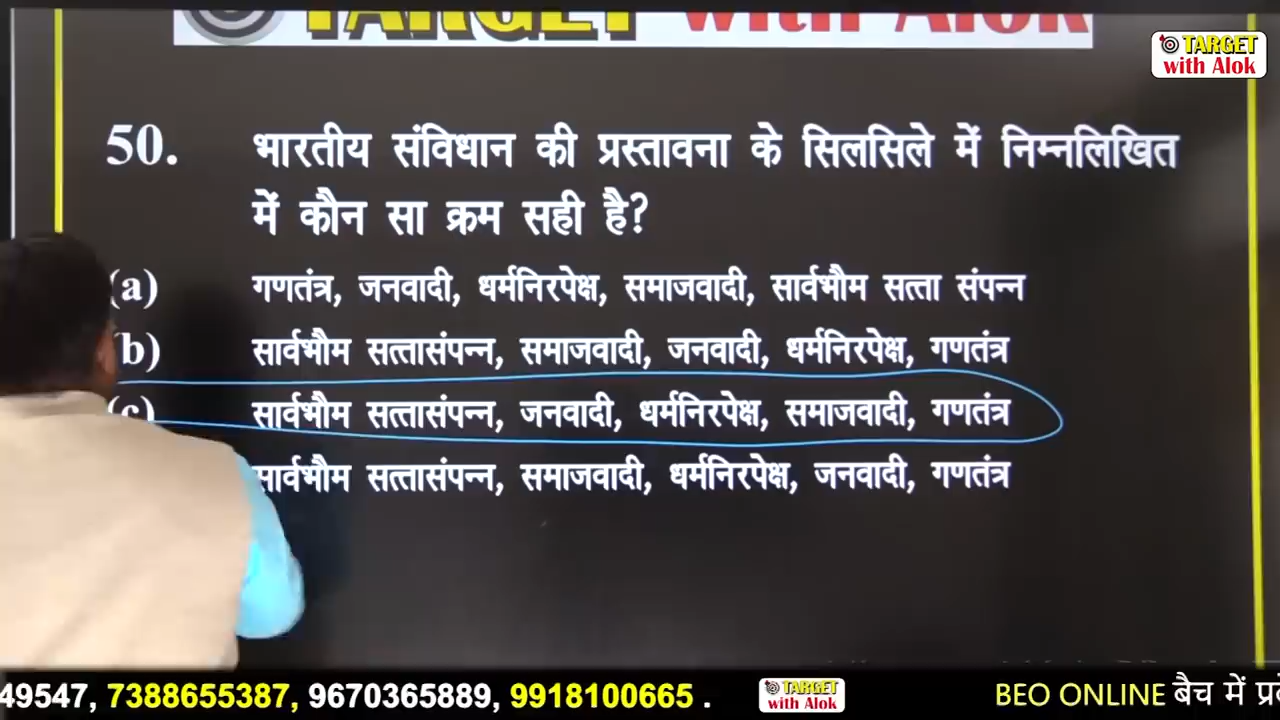 TARGET with Alok
TARGET
with Alok
50. भारतीय संविधान की प्रस्तावना के सिलसिले में निम्नलिखित
में कौन सा क्रम सही है?
(a) गणतंत्र, जनवादी, धर्मनिरपेक्ष, समाजवादी, सार्वभौम सत्ता संपन्न
(b) सार्वभौम सत्तासंपन्न, समाजवादी, जनवादी, धर्मनिरपेक्ष, गणतंत्र
(c) सार्वभौम सत्तासंपन्न, जनवादी, धर्मनिरपेक्ष, समाजवादी, गणतंत्र
सार्वभौम सत्तासंपन्न, समाजवादी, धर्मनिरपेक्ष, जनवादी, गणतंत्र
49547, 7388655387, 9670365889, 9918100665 . TARGET with Alok BEO ONLINE बैच में